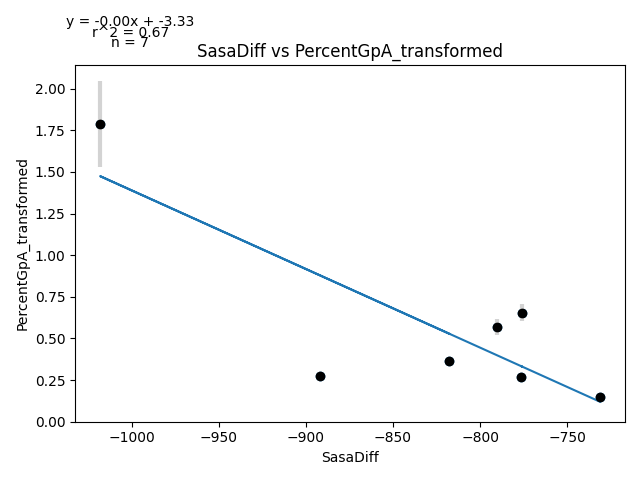 y = -0.00x + -3.33
r^2 = 0.67
n = 7
SasaDiff vs PercentGpA_transformed
PercentGpA_transformed
2.00
1.75
1.50
1.25
1.00
0.75
0.50
0.25
0.00
−1000 −950 −900 −850 −800 −750
SasaDiff